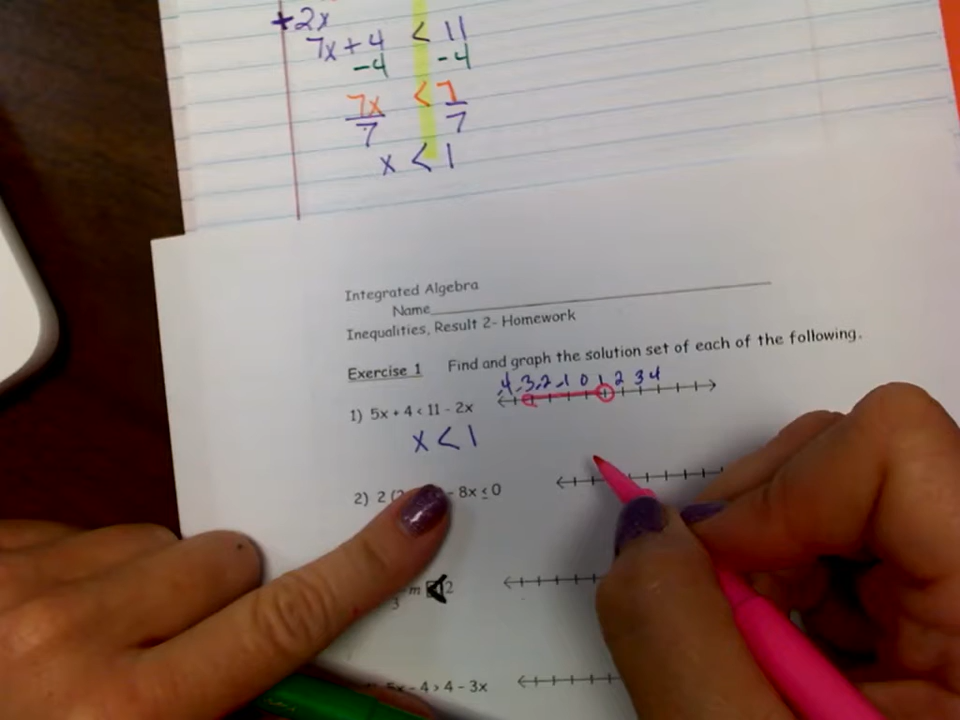 +2x
7x + 4 < 11
-4 -4
7x < 7
7 7
x < 1
Integrated Algebra
Name
Inequalities, Result 2- Homework
Exercise 1 Find and graph the solution set of each of the following.
-4 -3 -2 -1 0 1 2 3 4
1) 5x + 4 < 11 - 2x
x < 1
2) 2 ( - 8x ≤ 0
3 m < 2
5x - 4 > 4 - 3x